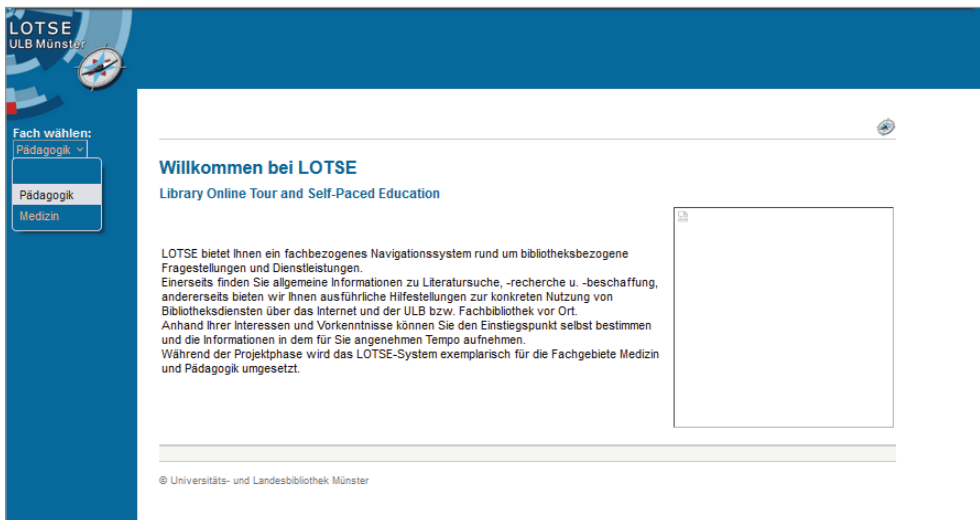 LOTSE
ULB Münster
Fach wählen:
Pädagogik
Pädagogik
Medizin
Willkommen bei LOTSE
Library Online Tour and Self-Paced Education
LOTSE bietet Ihnen ein fachbezogenes Navigationssystem rund um bibliotheksbezogene
Fragestellungen und Dienstleistungen.
Einerseits finden Sie allgemeine Informationen zu Literatursuche, -recherche u. -beschaffung,
andererseits bieten wir Ihnen ausführliche Hilfestellungen zur konkreten Nutzung von
Bibliotheksdiensten über das Internet und der ULB bzw. Fachbibliothek vor Ort.
Anhand Ihrer Interessen und Vorkenntnisse können Sie den Einstiegspunkt selbst bestimmen
und die Informationen in dem für Sie angenehmen Tempo aufnehmen.
Während der Projektphase wird das LOTSE-System exemplarisch für die Fachgebiete Medizin
und Pädagogik umgesetzt.
© Universitäts- und Landesbibliothek Münster